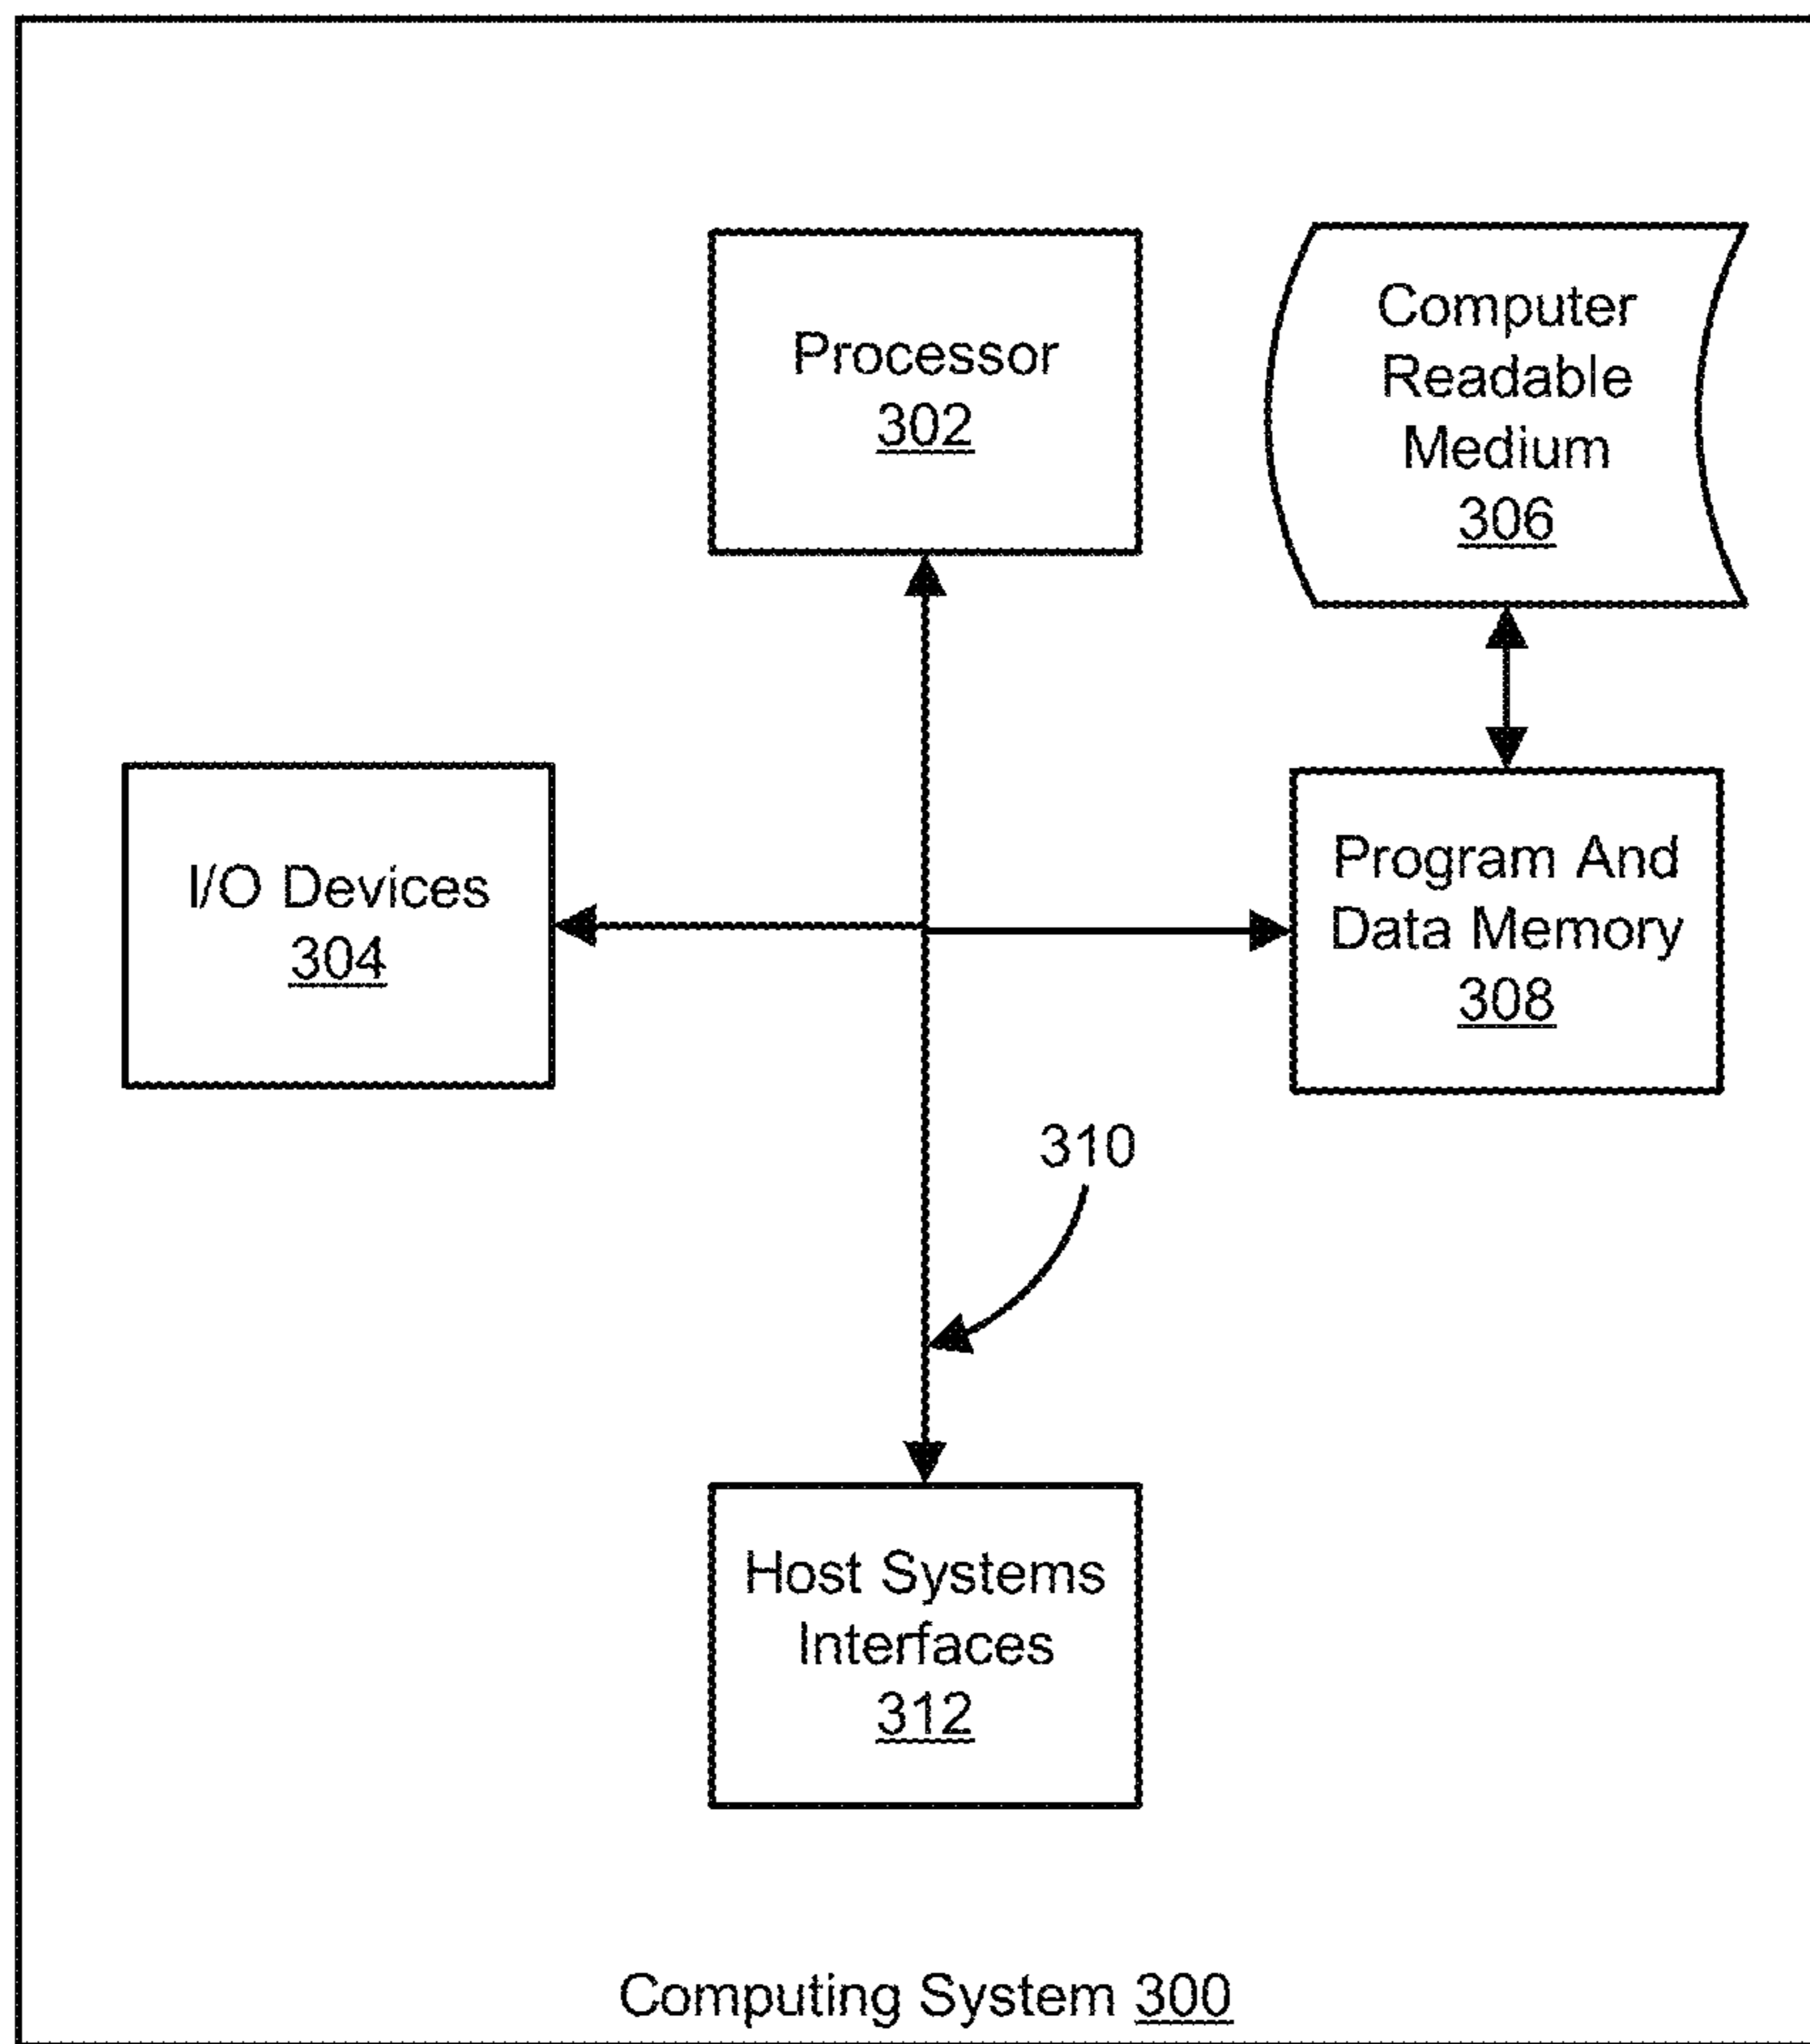 Processor
302
Computer
Readable
Medium
306
I/O Devices
304
Program And
Data Memory
308
310
Host Systems
Interfaces
312
Computing System 300